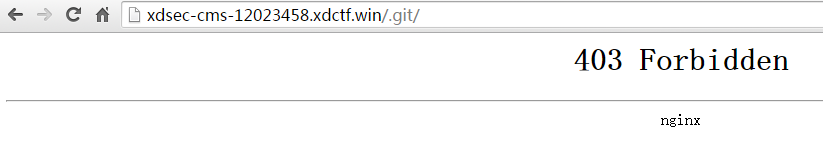 xdsec-cms-12023458.xdctf.win/.git/
403 Forbidden
nginx